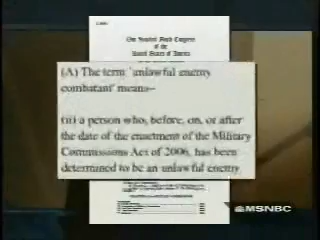 One Hundred Ninth Congress
of the
United States of America
(A) The term 'unlawful enemy
combatant' means--
(ii) a person who, before, on, or after
the date of the enactment of the Military
Commissions Act of 2006, has been
determined to be an unlawful enemy
MSNBC